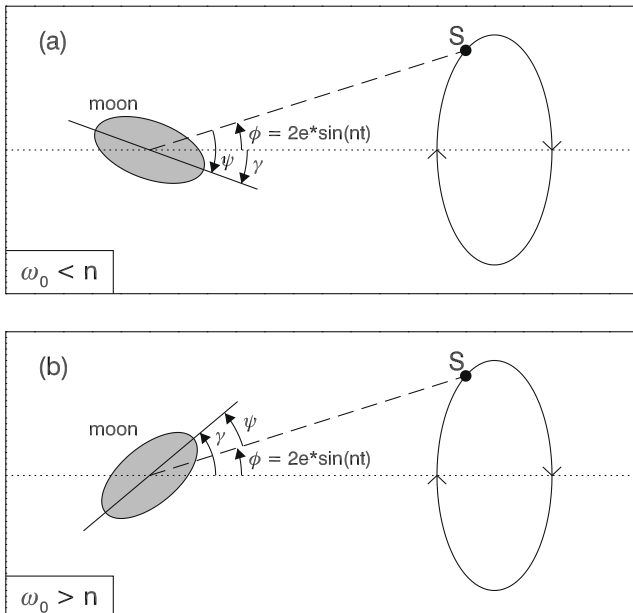 (a)
S
moon
ϕ = 2e*sin(nt)
ψ
γ
ω₀ < n
(b)
S
moon
ψ
γ
ϕ = 2e*sin(nt)
ω₀ > n